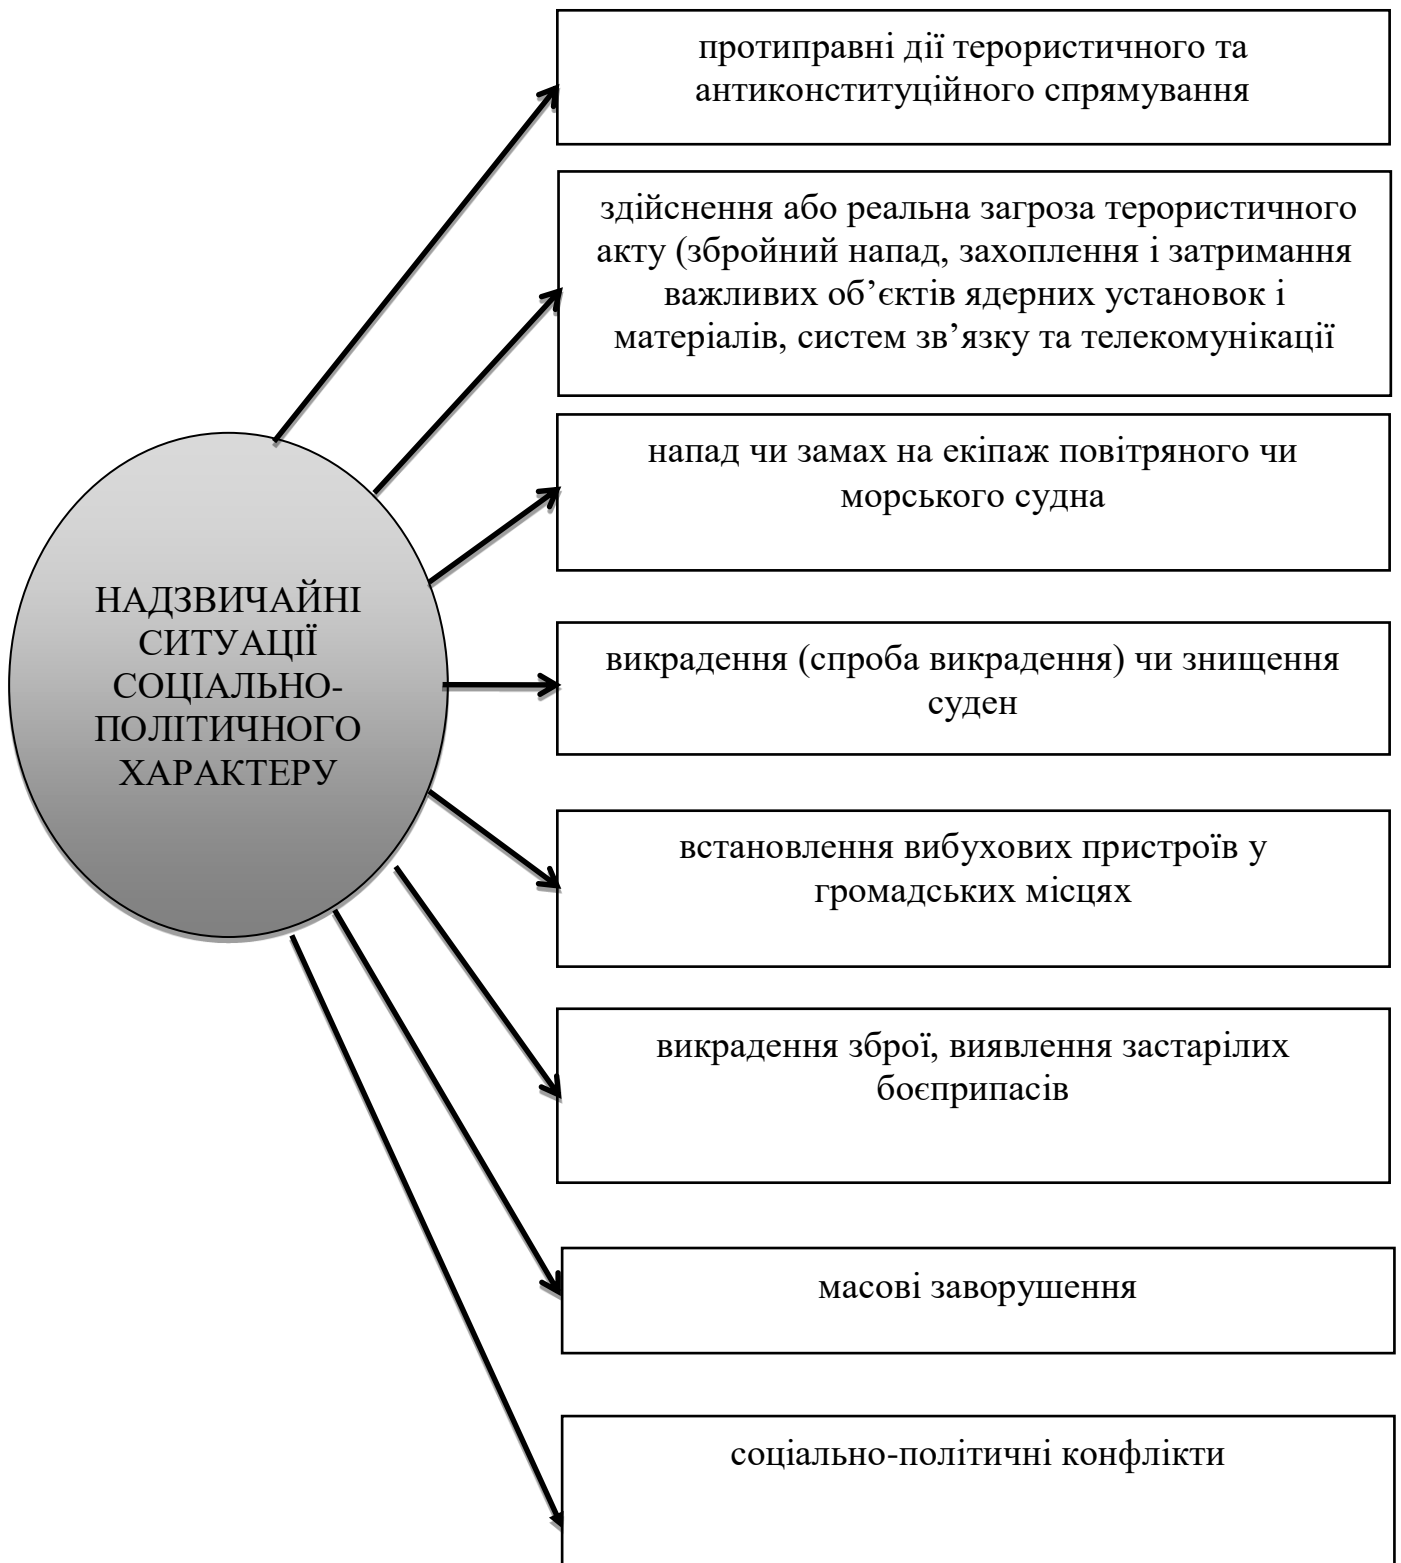 протиправні дії терористичного та
антиконституційного спрямування
здійснення або реальна загроза терористичного
акту (збройний напад, захоплення і затримання
важливих об’єктів ядерних установок і
матеріалів, систем зв’язку та телекомунікації
напад чи замах на екіпаж повітряного чи
морського судна
НАДЗВИЧАЙНІ
СИТУАЦІЇ
СОЦІАЛЬНО-
ПОЛІТИЧНОГО
ХАРАКТЕРУ
викрадення (спроба викрадення) чи знищення
суден
встановлення вибухових пристроїв у
громадських місцях
викрадення зброї, виявлення застарілих
боєприпасів
масові заворушення
соціально-політичні конфлікти